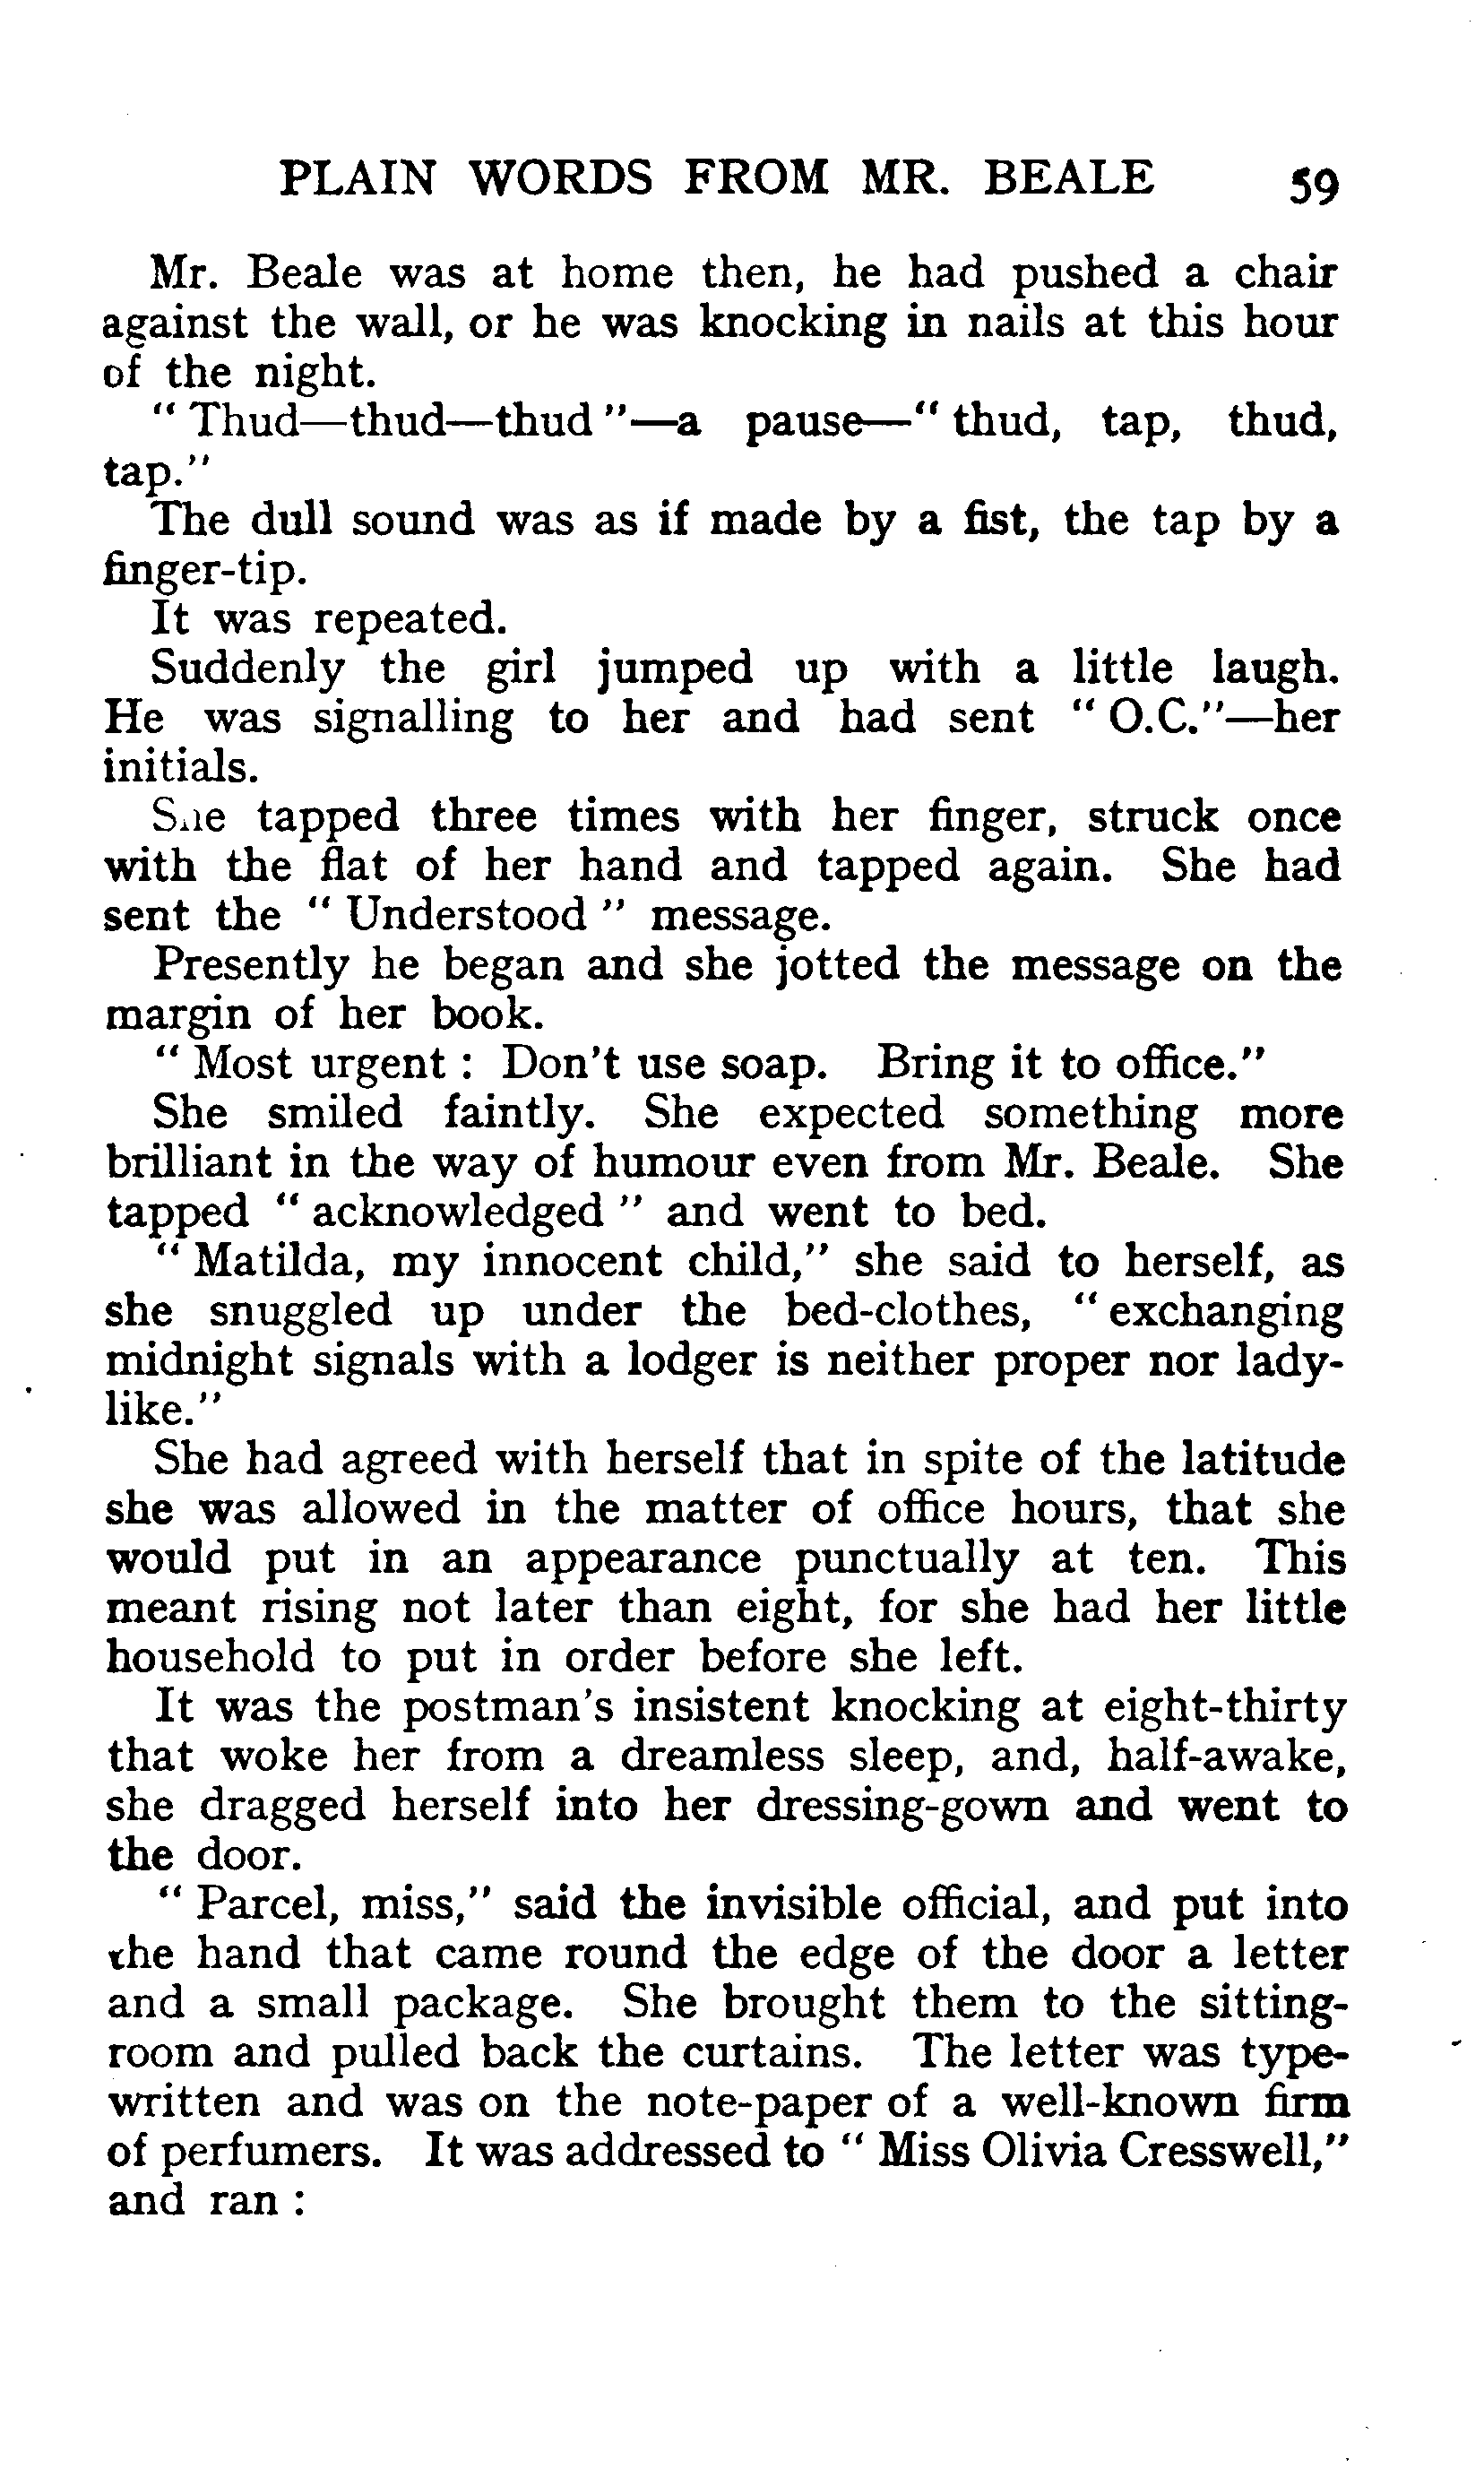 PLAIN WORDS FROM MR. BEALE 59
Mr. Beale was at home then, he had pushed a chair
against the wall, or he was knocking in nails at this hour
of the night.
" Thud—thud—thud "—a pause—" thud, tap, thud,
tap."
The dull sound was as if made by a fist, the tap by a
finger-tip.
It was repeated.
Suddenly the girl jumped up with a little laugh.
He was signalling to her and had sent " O.C."—her
initials.
She tapped three times with her finger, struck once
with the flat of her hand and tapped again. She had
sent the " Understood " message.
Presently he began and she jotted the message on the
margin of her book.
" Most urgent : Don't use soap. Bring it to office."
She smiled faintly. She expected something more
brilliant in the way of humour even from Mr. Beale. She
tapped " acknowledged " and went to bed.
" Matilda, my innocent child," she said to herself, as
she snuggled up under the bed-clothes, " exchanging
midnight signals with a lodger is neither proper nor lady-
like."
She had agreed with herself that in spite of the latitude
she was allowed in the matter of office hours, that she
would put in an appearance punctually at ten. This
meant rising not later than eight, for she had her little
household to put in order before she left.
It was the postman's insistent knocking at eight-thirty
that woke her from a dreamless sleep, and, half-awake,
she dragged herself into her dressing-gown and went to
the door.
" Parcel, miss," said the invisible official, and put into
the hand that came round the edge of the door a letter
and a small package. She brought them to the sitting-
room and pulled back the curtains. The letter was type-
written and was on the note-paper of a well-known firm
of perfumers. It was addressed to " Miss Olivia Cresswell,"
and ran :